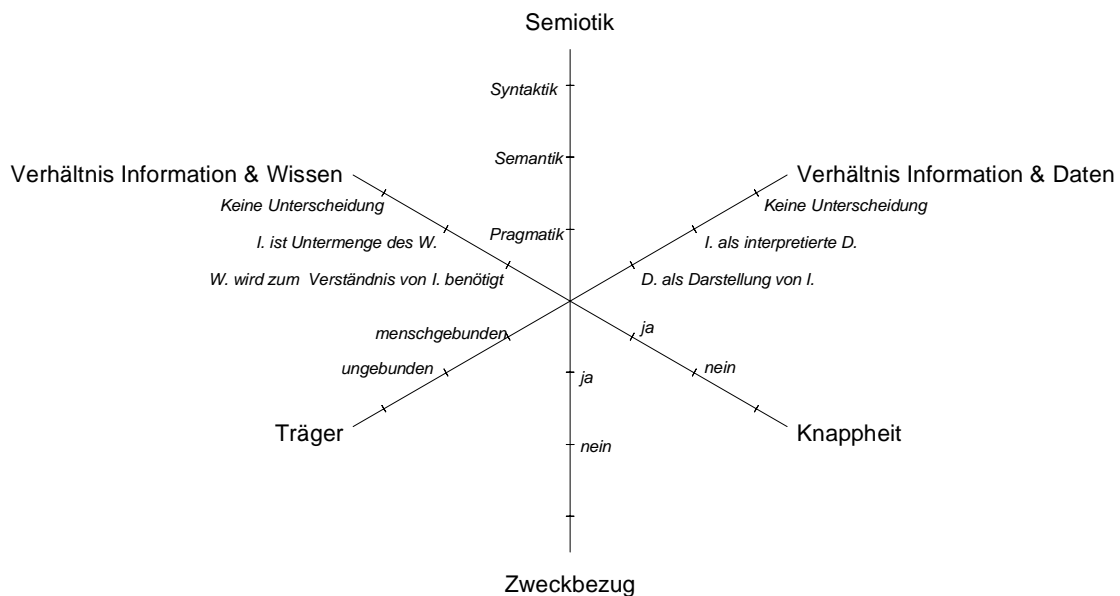 Semiotik
Syntaktik
Semantik
Verhältnis Information & Wissen
Verhältnis Information & Daten
Keine Unterscheidung
Keine Unterscheidung
Pragmatik
I. ist Untermenge des W.
I. als interpretierte D.
W. wird zum Verständnis von I. benötigt
D. als Darstellung von I.
menschgebunden
ja
ungebunden
ja
nein
Träger
nein
Knappheit
Zweckbezug